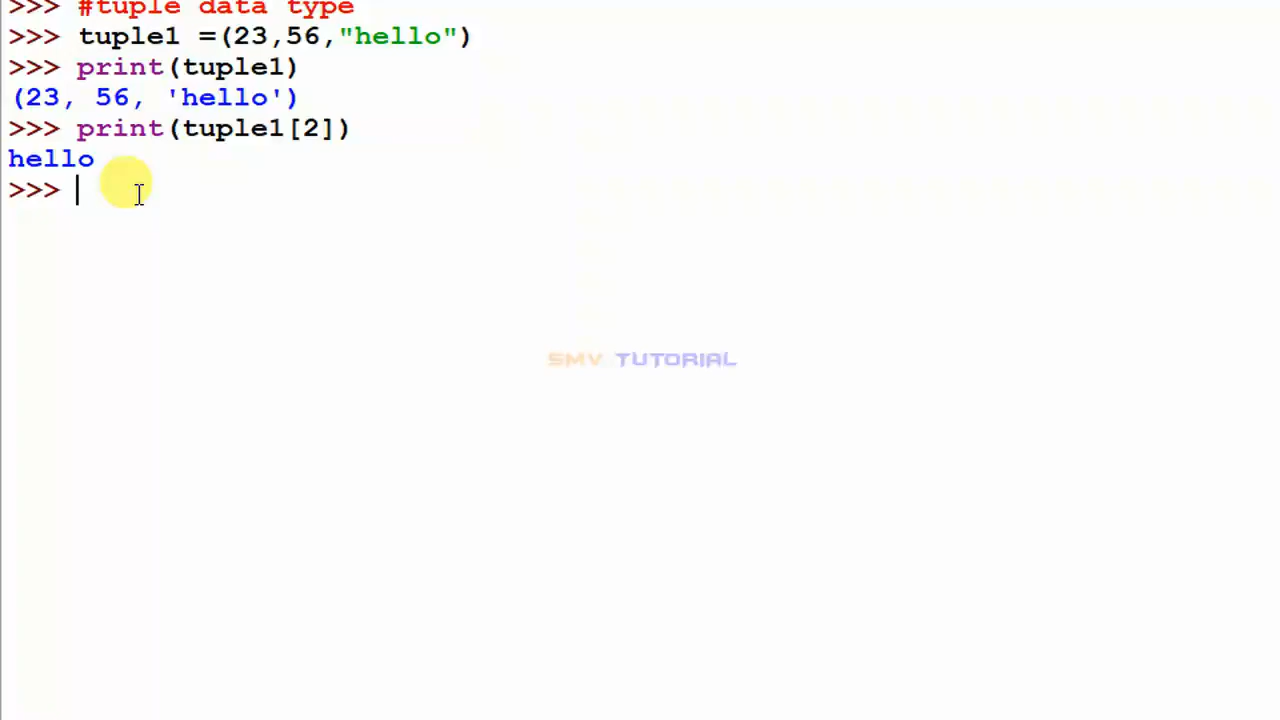 >>> #tuple data type
>>> tuple1 =(23,56,"hello")
>>> print(tuple1)
(23, 56, 'hello')
>>> print(tuple1[2])
hello
>>>
SMV TUTORIAL